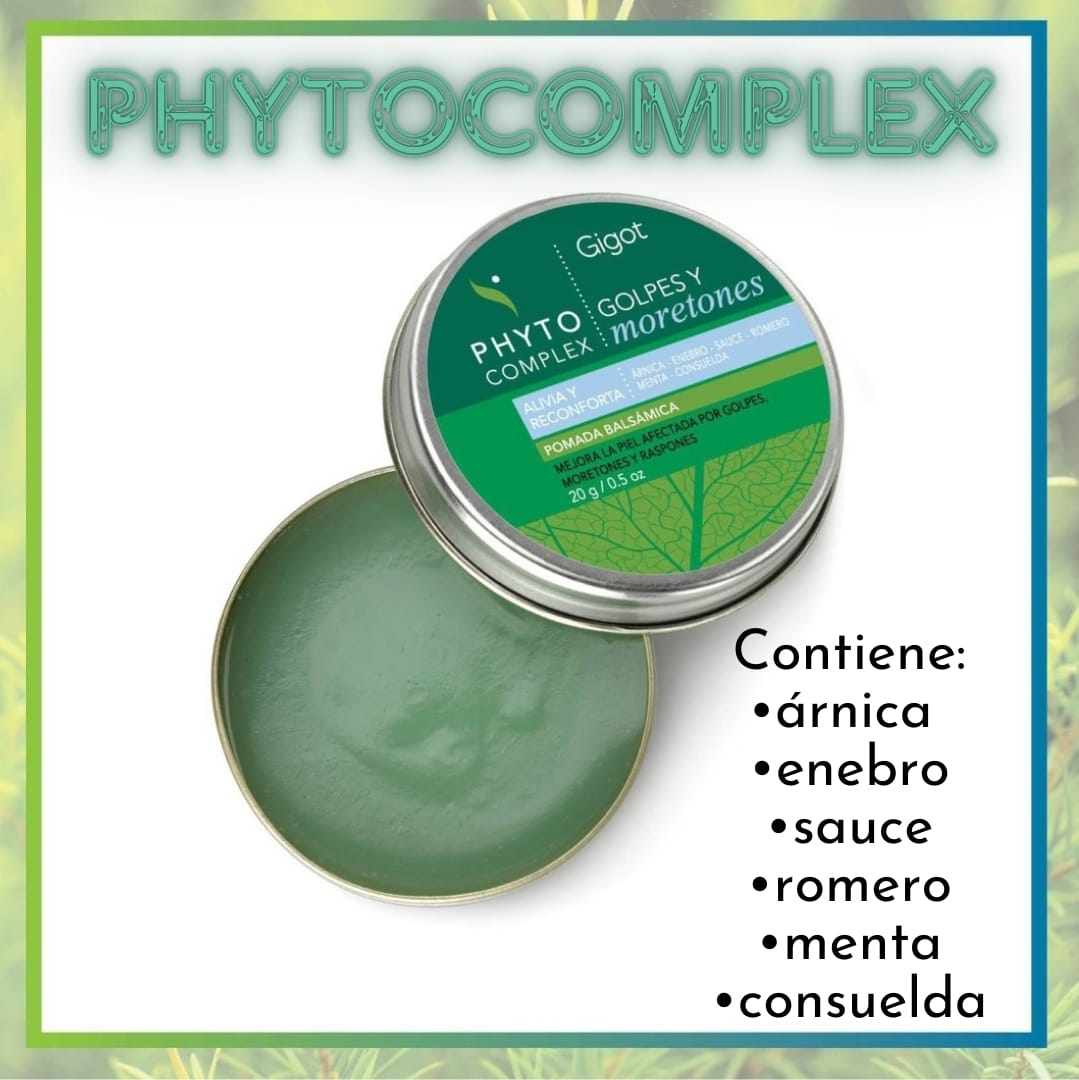 PHYTOCOMPLEX
Gigot
PHYTO
COMPLEX
GOLPES Y
moretones
ALIVIA Y
RECONFORTA
ÁRNICA - ENEBRO - SAUCE - ROMERO
MENTA - CONSUELDA
POMADA BALSÁMICA
MEJORA LA PIEL AFECTADA POR GOLPES,
MORETONES Y RASPONES
20 g / 0.5 oz
Contiene:
•árnica
•enebro
•sauce
•romero
•menta
•consuelda